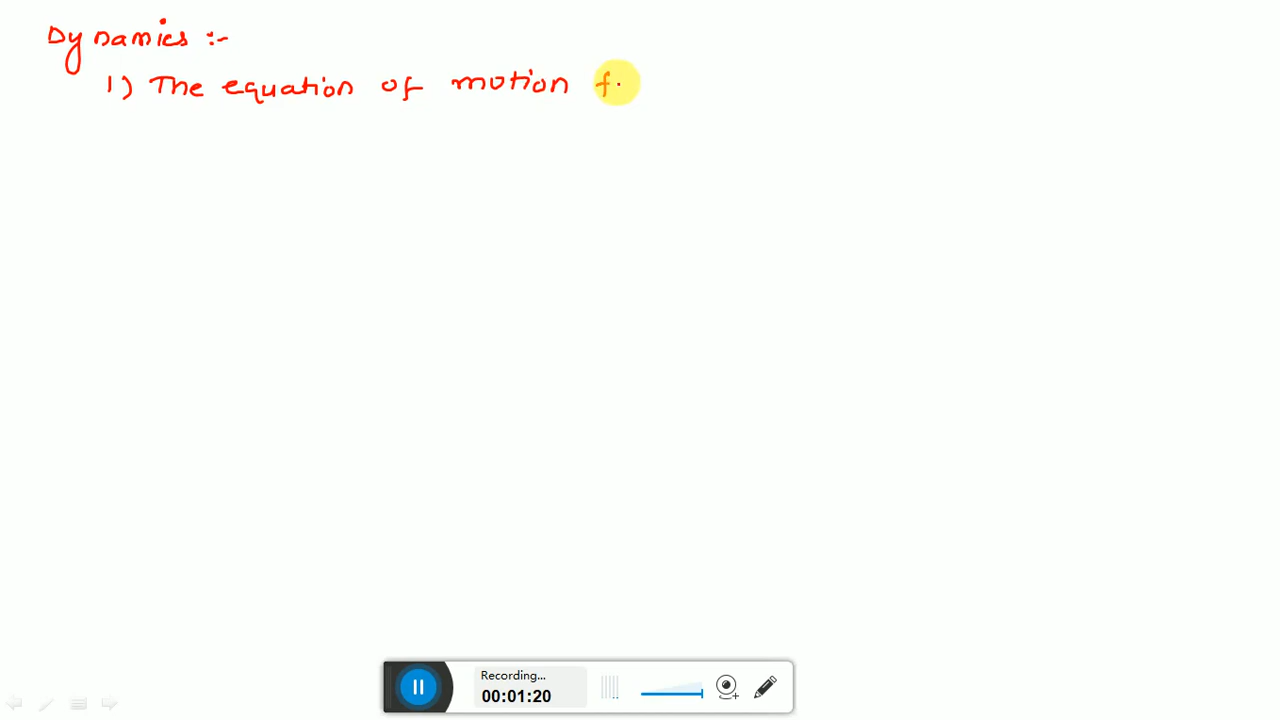 Dynamics :-
1) The equation of motion f
Recording...
00:01:20